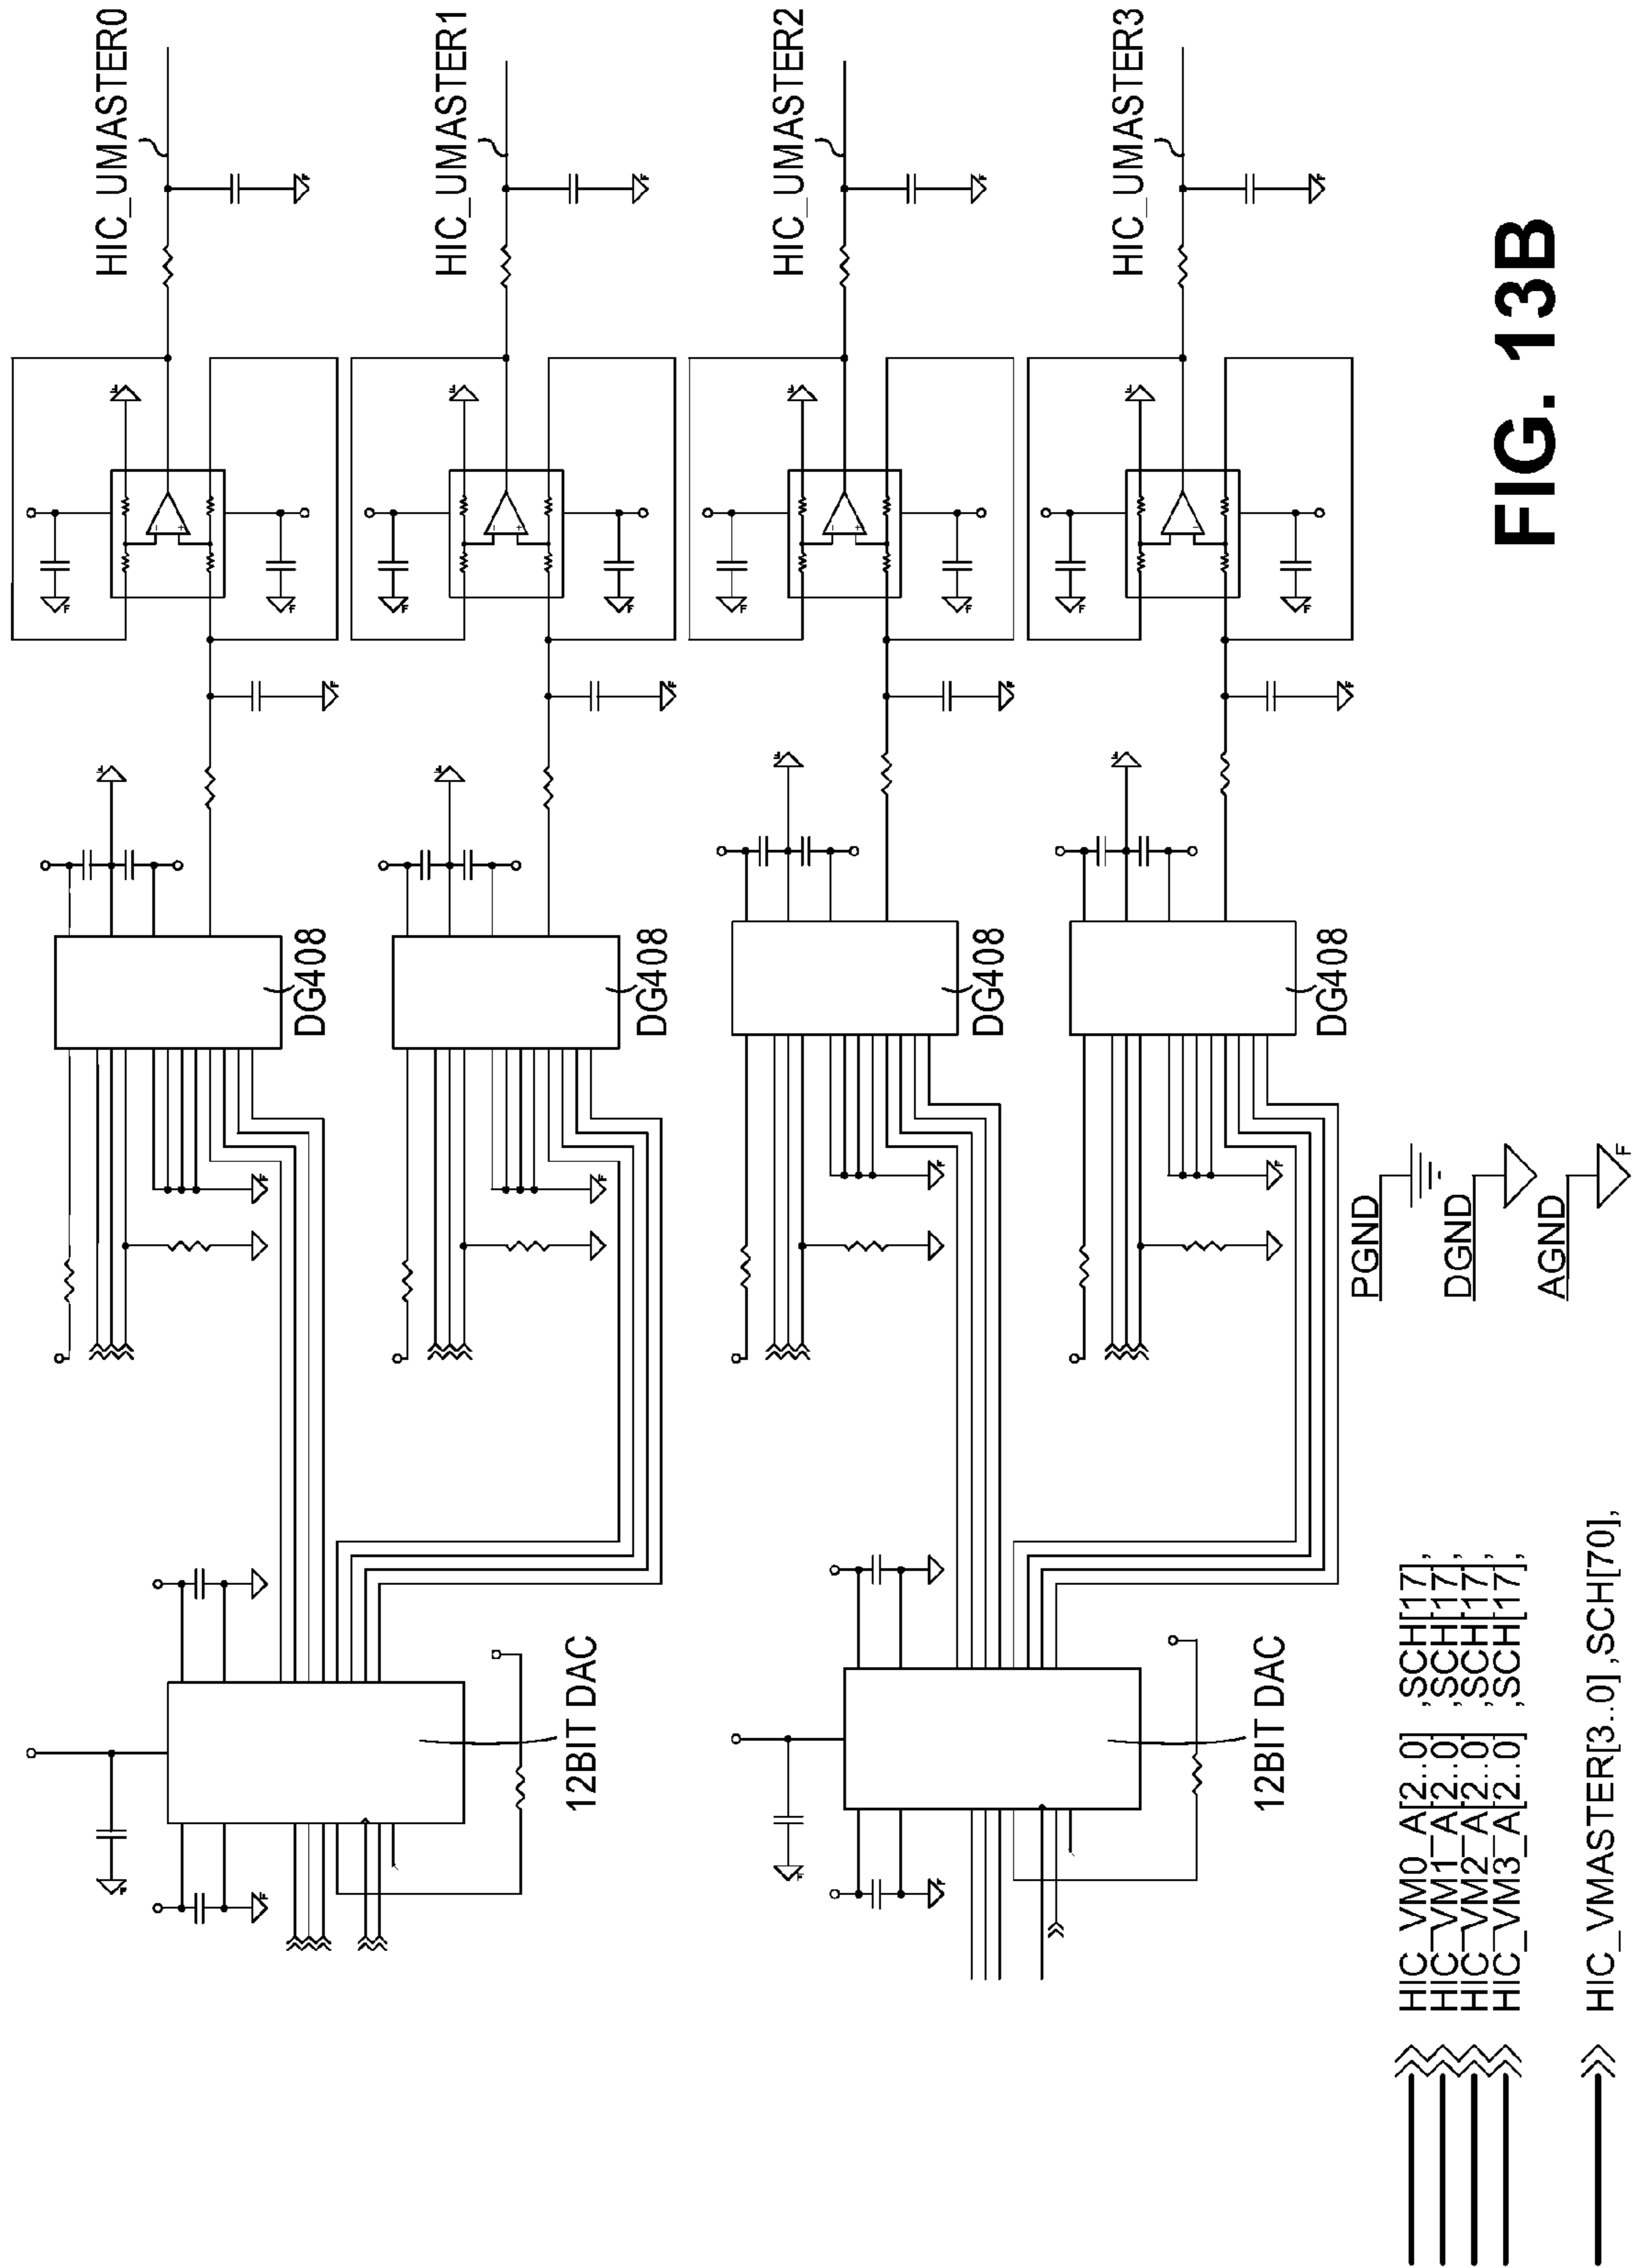 HIC_UMASTER0
HIC_UMASTER1
HIC_UMASTER2
HIC_UMASTER3
DG408
DG408
DG408
DG408
12BIT DAC
12BIT DAC
PGND
DGND
AGND
F
HIC_VM0_A[2..0] ,SCH[17],
HIC_VM1_A[2..0] ,SCH[17],
HIC_VM2_A[2..0] ,SCH[17],
HIC_VM3_A[2..0] ,SCH[17],
HIC_VMASTER[3..0] ,SCH[70],
FIG. 13B